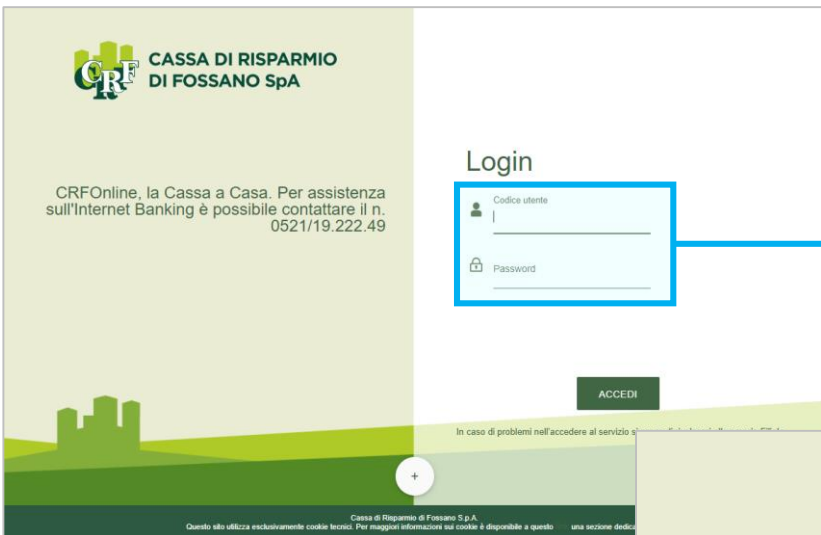 CRF
CASSA DI RISPARMIO
DI FOSSANO SpA
CRFOnline, la Cassa a Casa. Per assistenza
sull'Internet Banking è possibile contattare il n.
0521/19.222.49
Login
Codice utente
Password
ACCEDI
In caso di problemi nell'accedere al servizio
+
Cassa di Risparmio di Fossano S.p.A.
Questo sito utilizza esclusivamente cookie tecnici. Per maggiori informazioni sui cookie è disponibile a questo una sezione dedica